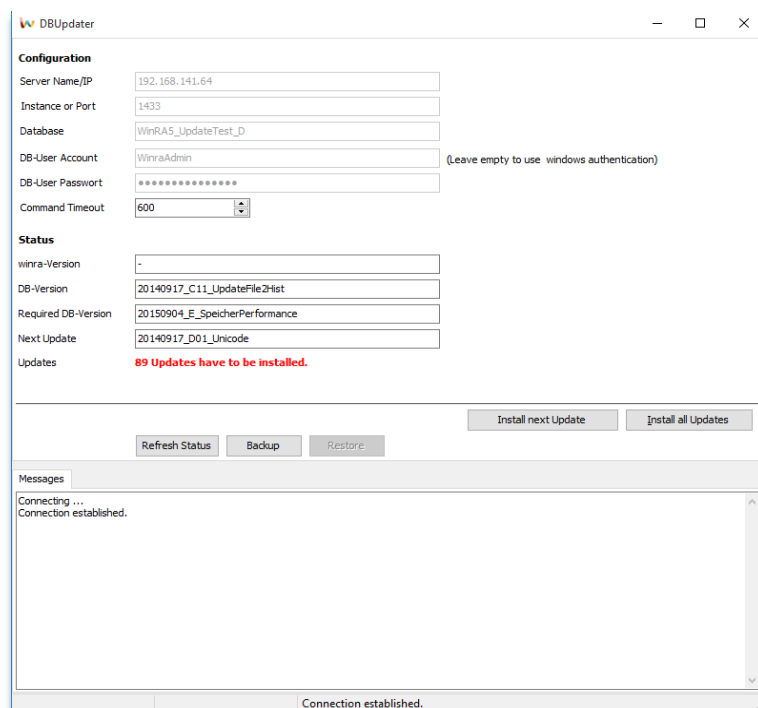 DBUpdater
Configuration
Server Name/IP 192.168.141.64
Instance or Port 1433
Database WinRA5_UpdateTest_D
DB-User Account WinraAdmin (Leave empty to use windows authentication)
DB-User Passwort ●●●●●●●●●●●●●●●
Command Timeout 600
Status
winra-Version -
DB-Version 20140917_C11_UpdateFile2Hist
Required DB-Version 20150904_E_SpeicherPerformance
Next Update 20140917_D01_Unicode
Updates 89 Updates have to be installed.
Install next Update Install all Updates
Refresh Status Backup Restore
Messages
Connecting ...
Connection established.
Connection established.